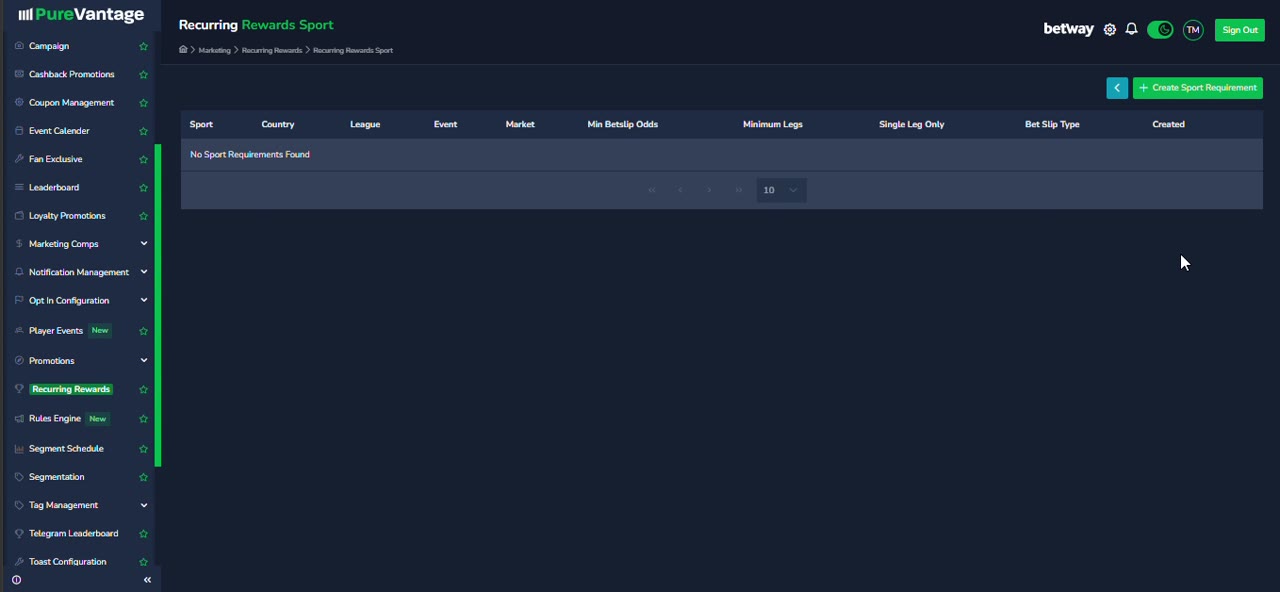 PureVantage
Campaign
Cashback Promotions
Coupon Management
Event Calender
Fan Exclusive
Leaderboard
Loyalty Promotions
Marketing Comps
Notification Management
Opt In Configuration
Player Events New
Promotions
Recurring Rewards
Rules Engine New
Segment Schedule
Segmentation
Tag Management
Telegram Leaderboard
Toast Configuration
Recurring Rewards Sport
Marketing Recurring Rewards Recurring Rewards Sport
betway TM Sign Out
Create Sport Requirement
Sport Country League Event Market Min Betslip Odds Minimum Legs Single Leg Only Bet Slip Type Created
No Sport Requirements Found
10